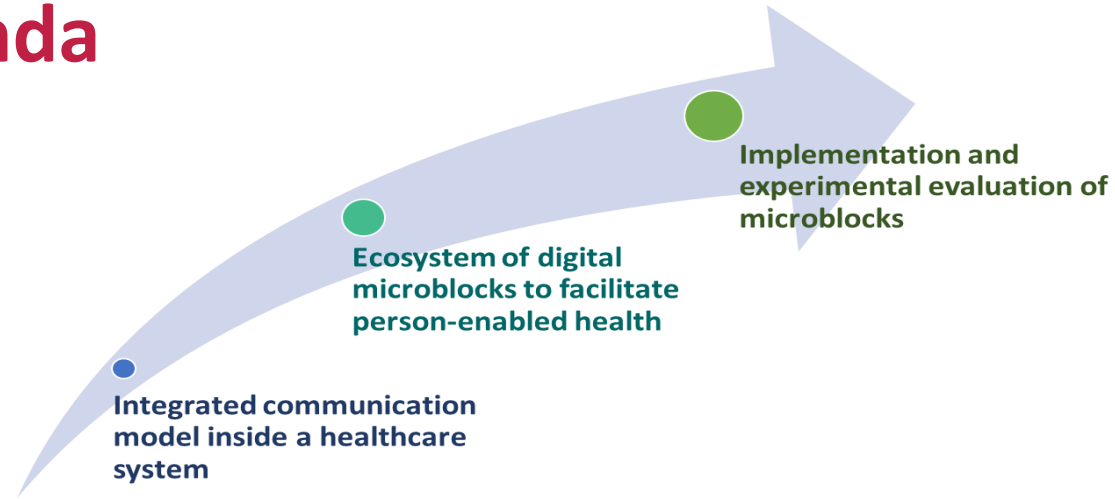 nda
Integrated communication
model inside a healthcare
system
Ecosystem of digital
microblocks to facilitate
person-enabled health
Implementation and
experimental evaluation of
microblocks